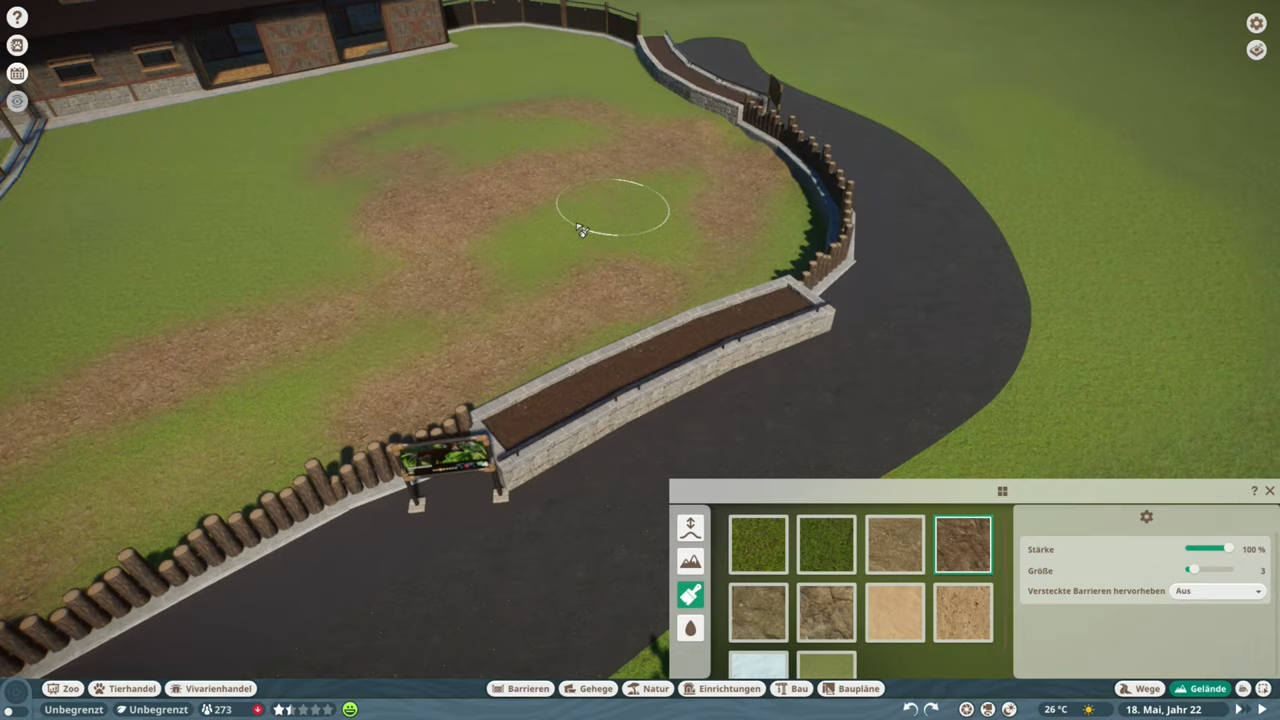 ?
? ×
Stärke 100 %
Größe 3
Versteckte Barrieren hervorheben Aus
Zoo Tierhandel Vivarienhandel Barrieren Gehege Natur Einrichtungen Bau Baupläne Wege Gelände
Unbegrenzt Unbegrenzt 273 26 °C 18. Mai, Jahr 22